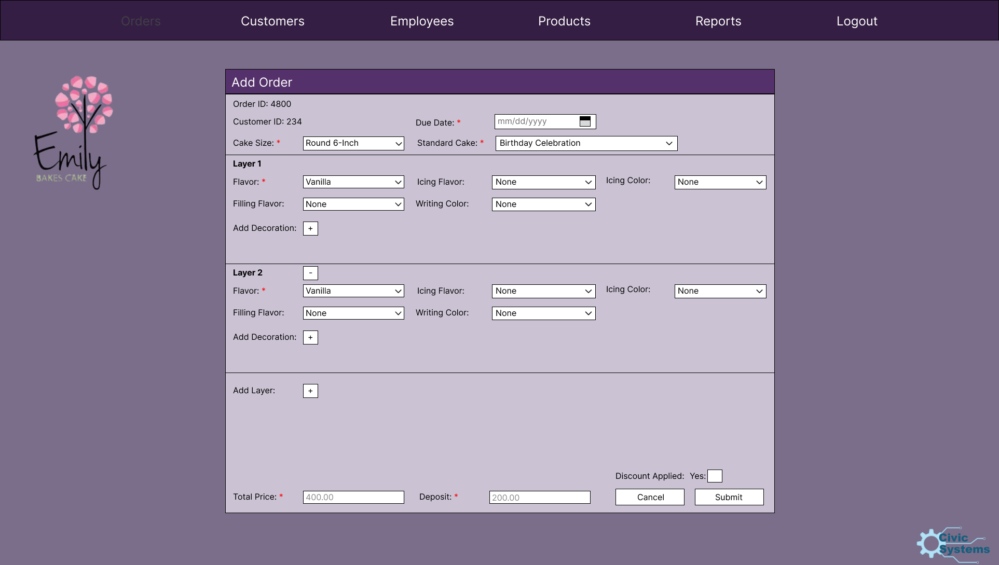 Orders Customers Employees Products Reports Logout
Emily
BAKES CAKE
Add Order
Order ID: 4800
Customer ID: 234 Due Date: * mm/dd/yyyy
Cake Size: * Round 6-Inch Standard Cake: * Birthday Celebration
Layer 1
Flavor: * Vanilla Icing Flavor: None Icing Color: None
Filling Flavor: None Writing Color: None
Add Decoration: +
Layer 2 -
Flavor: * Vanilla Icing Flavor: None Icing Color: None
Filling Flavor: None Writing Color: None
Add Decoration: +
Add Layer: +
Discount Applied: Yes:
Total Price: * 400.00 Deposit: * 200.00 Cancel Submit
Civic
Systems